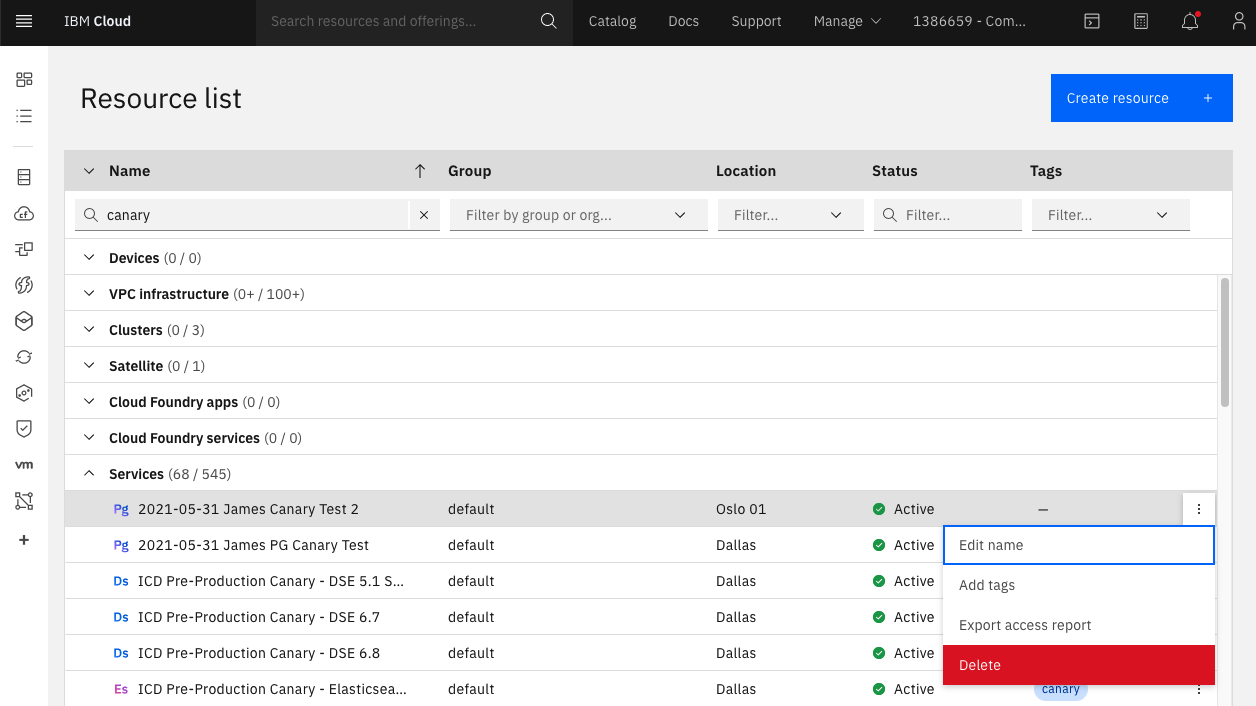 IBM Cloud
Search resources and offerings...
Catalog
Docs
Support
Manage
1386659 - Com...
Resource list
Create resource +
Name
Group
Location
Status
Tags
canary
Filter by group or org...
Filter...
Filter...
Filter...
Devices (0 / 0)
VPC infrastructure (0+ / 100+)
Clusters (0 / 3)
Satellite (0 / 1)
Cloud Foundry apps (0 / 0)
Cloud Foundry services (0 / 0)
vm
Services (68 / 545)
Pg 2021-05-31 James Canary Test 2 default Oslo 01 Active –
Pg 2021-05-31 James PG Canary Test default Dallas Active
Edit name
Ds ICD Pre-Production Canary - DSE 5.1 S... default Dallas Active
Add tags
Ds ICD Pre-Production Canary - DSE 6.7 default Dallas Active
Export access report
Ds ICD Pre-Production Canary - DSE 6.8 default Dallas Active
Delete
Es ICD Pre-Production Canary - Elasticsea... default Dallas Active canary